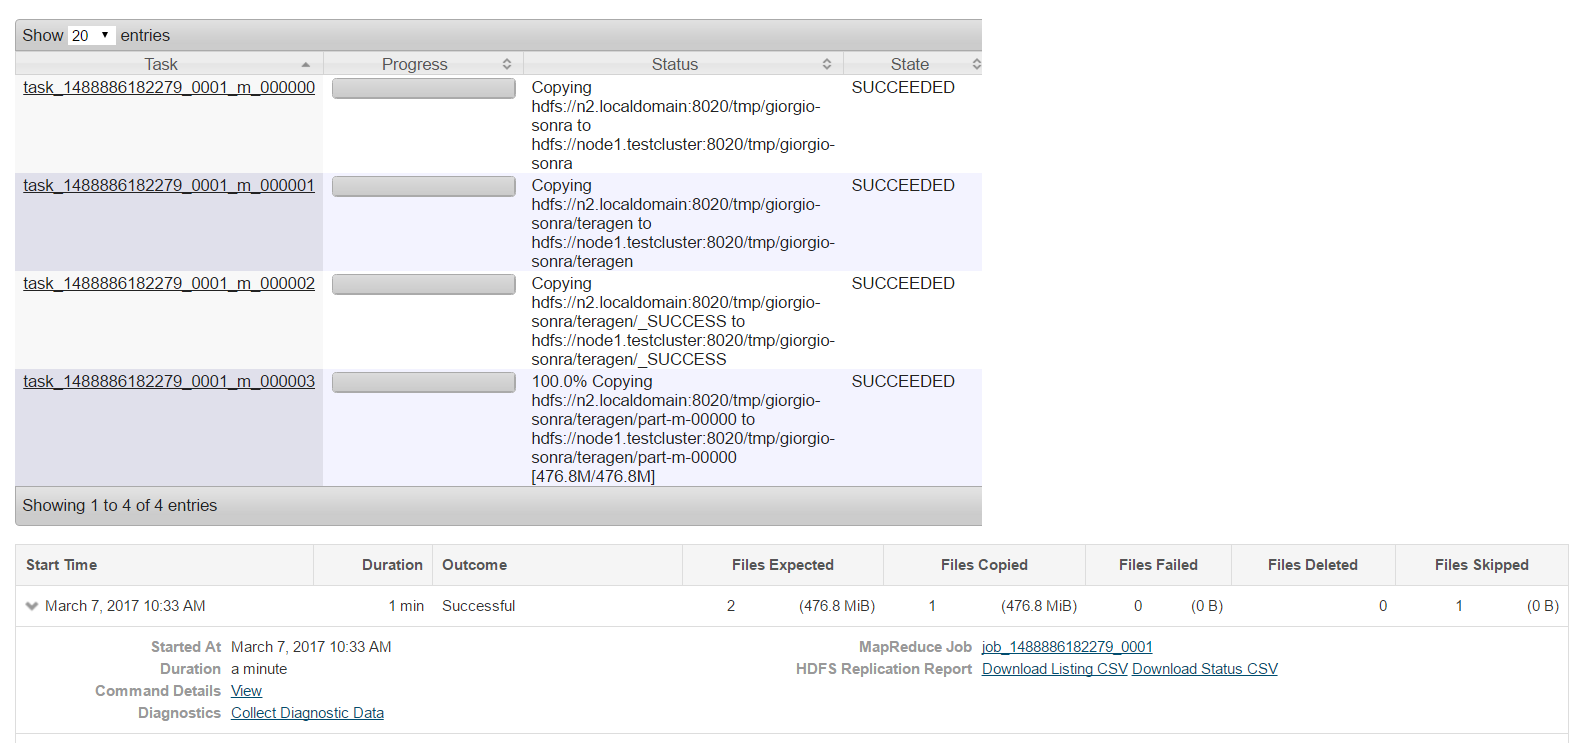 Show 20 entries
Task Progress Status State
task_1488886182279_0001_m_000000 Copying SUCCEEDED
hdfs://n2.localdomain:8020/tmp/giorgio-
sonra to
hdfs://node1.testcluster:8020/tmp/giorgio-
sonra
task_1488886182279_0001_m_000001 Copying SUCCEEDED
hdfs://n2.localdomain:8020/tmp/giorgio-
sonra/teragen to
hdfs://node1.testcluster:8020/tmp/giorgio-
sonra/teragen
task_1488886182279_0001_m_000002 Copying SUCCEEDED
hdfs://n2.localdomain:8020/tmp/giorgio-
sonra/teragen/_SUCCESS to
hdfs://node1.testcluster:8020/tmp/giorgio-
sonra/teragen/_SUCCESS
task_1488886182279_0001_m_000003 100.0% Copying SUCCEEDED
hdfs://n2.localdomain:8020/tmp/giorgio-
sonra/teragen/part-m-00000 to
hdfs://node1.testcluster:8020/tmp/giorgio-
sonra/teragen/part-m-00000
[476.8M/476.8M]
Showing 1 to 4 of 4 entries
Start Time Duration Outcome Files Expected Files Copied Files Failed Files Deleted Files Skipped
March 7, 2017 10:33 AM 1 min Successful 2 (476.8 MiB) 1 (476.8 MiB) 0 (0 B) 0 1 (0 B)
Started At March 7, 2017 10:33 AM MapReduce Job job_1488886182279_0001
Duration a minute HDFS Replication Report Download Listing CSV Download Status CSV
Command Details View
Diagnostics Collect Diagnostic Data